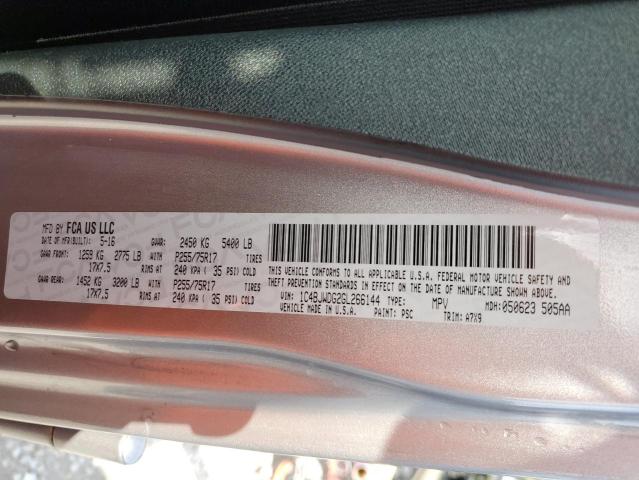 MFD BY FCA US LLC
DATE OF MFR(BUILT): 5-16 GVWR: 2450 KG 5400 LB
GAWR FRONT: 1259 KG 2775 LB WITH P255/75R17 TIRES
17X7.5 RIMS AT 240 KPA ( 35 PSI) COLD
GAWR REAR: 1452 KG 3200 LB WITH P255/75R17 TIRES
17X7.5 RIMS AT 240 KPA ( 35 PSI) COLD
THIS VEHICLE CONFORMS TO ALL APPLICABLE U.S.A. FEDERAL MOTOR VEHICLE SAFETY AND
THEFT PREVENTION STANDARDS IN EFFECT ON THE DATE OF MANUFACTURE SHOWN ABOVE.
VIN: 1C4BJWDG2GL266144 TYPE: MPV MDH:050623 505AA
VEHICLE MADE IN U.S.A. PAINT: PSC TRIM: A7X9